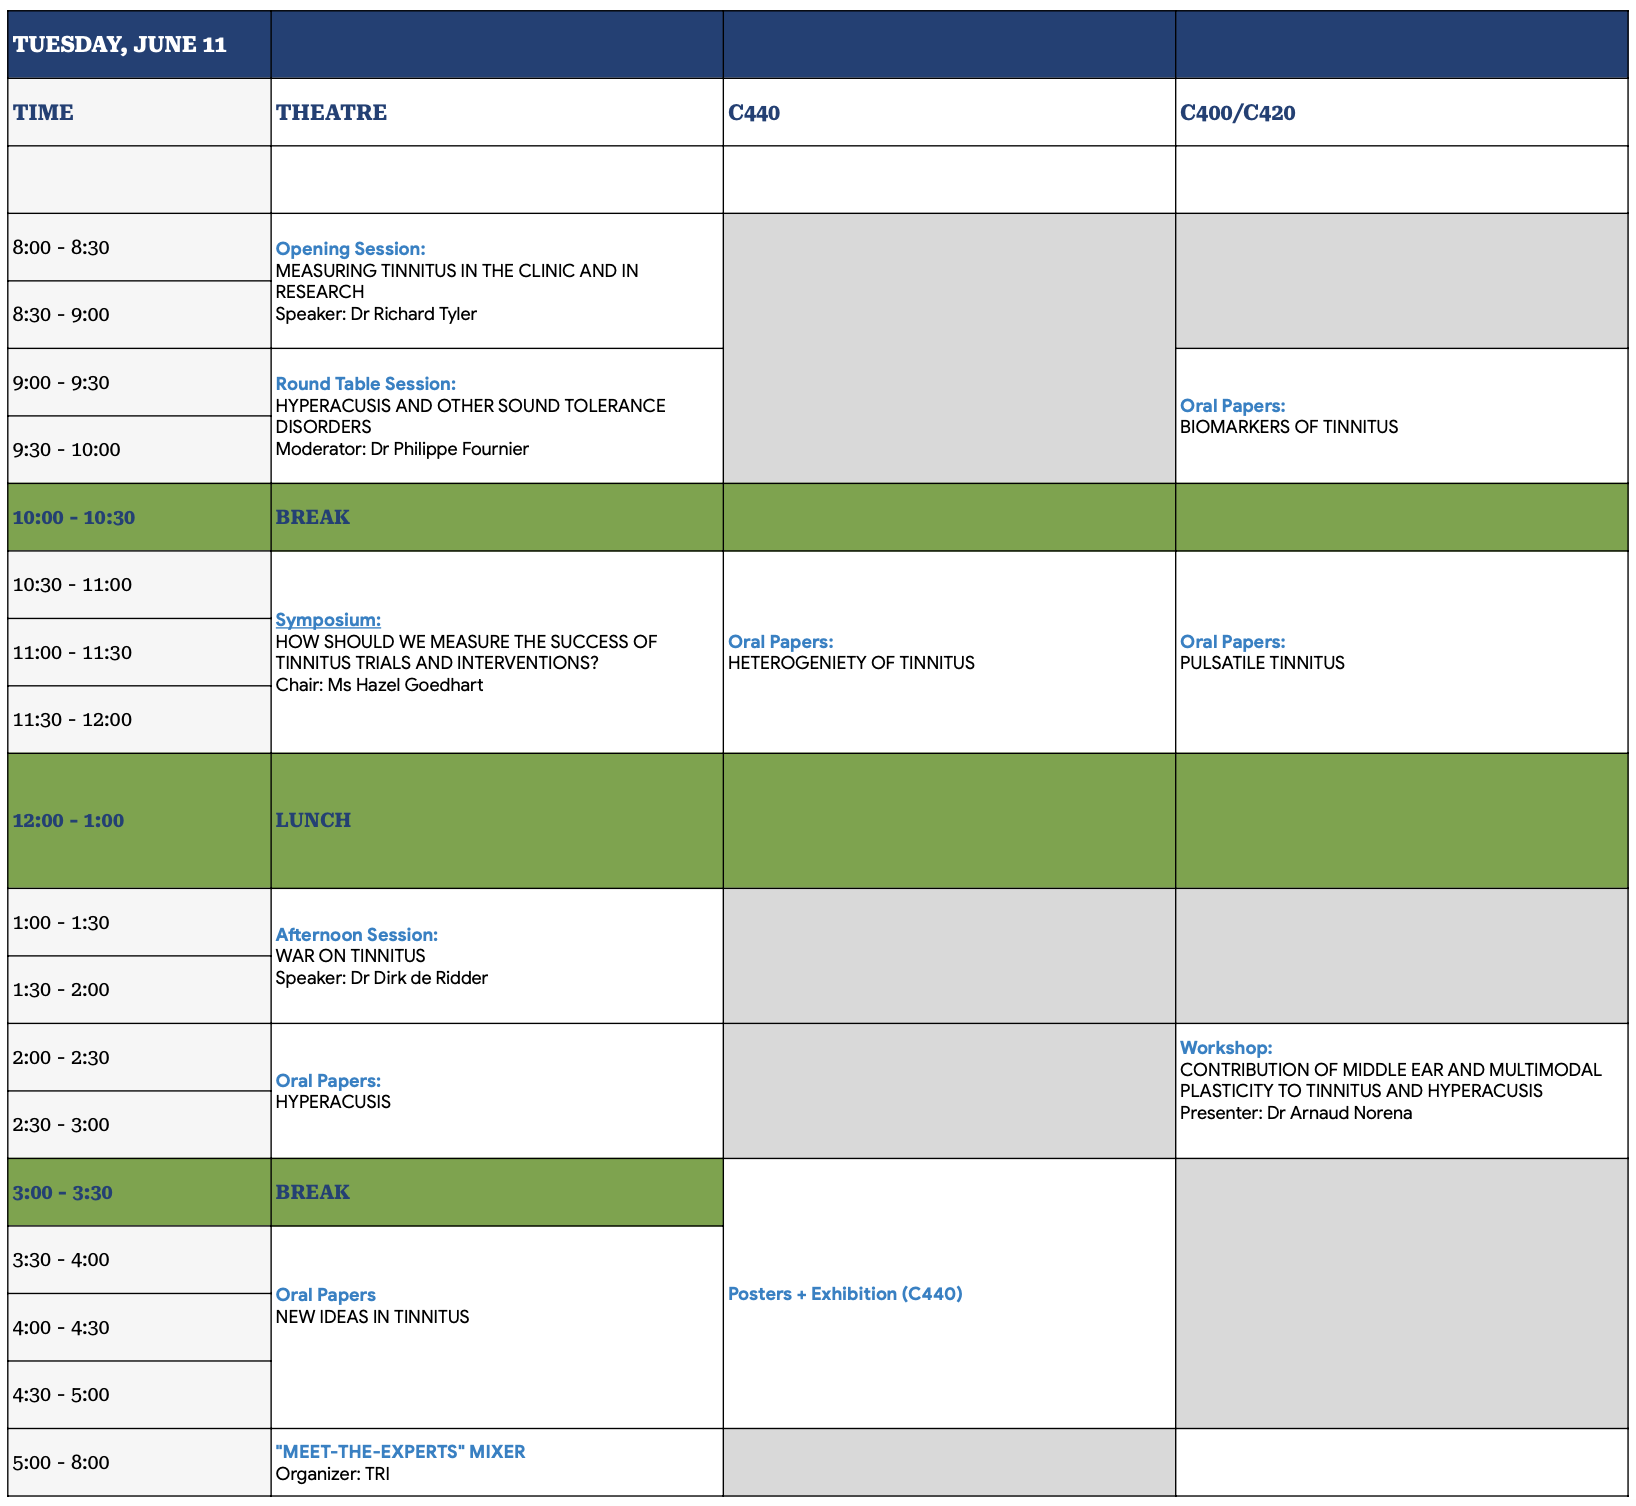 TUESDAY, JUNE 11
TIME
THEATRE
C440
C400/C420
8:00 - 8:30
Opening Session:
MEASURING TINNITUS IN THE CLINIC AND IN
RESEARCH
Speaker: Dr Richard Tyler
8:30 - 9:00
9:00 - 9:30
Round Table Session:
HYPERACUSIS AND OTHER SOUND TOLERANCE
DISORDERS
Moderator: Dr Philippe Fournier
Oral Papers:
BIOMARKERS OF TINNITUS
9:30 - 10:00
10:00 - 10:30
BREAK
10:30 - 11:00
Symposium:
HOW SHOULD WE MEASURE THE SUCCESS OF
TINNITUS TRIALS AND INTERVENTIONS?
Chair: Ms Hazel Goedhart
Oral Papers:
HETEROGENIETY OF TINNITUS
Oral Papers:
PULSATILE TINNITUS
11:00 - 11:30
11:30 - 12:00
12:00 - 1:00
LUNCH
1:00 - 1:30
Afternoon Session:
WAR ON TINNITUS
Speaker: Dr Dirk de Ridder
1:30 - 2:00
2:00 - 2:30
Oral Papers:
HYPERACUSIS
Workshop:
CONTRIBUTION OF MIDDLE EAR AND MULTIMODAL
PLASTICITY TO TINNITUS AND HYPERACUSIS
Presenter: Dr Arnaud Norena
2:30 - 3:00
3:00 - 3:30
BREAK
Posters + Exhibition (C440)
3:30 - 4:00
Oral Papers
NEW IDEAS IN TINNITUS
4:00 - 4:30
4:30 - 5:00
5:00 - 8:00
"MEET-THE-EXPERTS" MIXER
Organizer: TRI